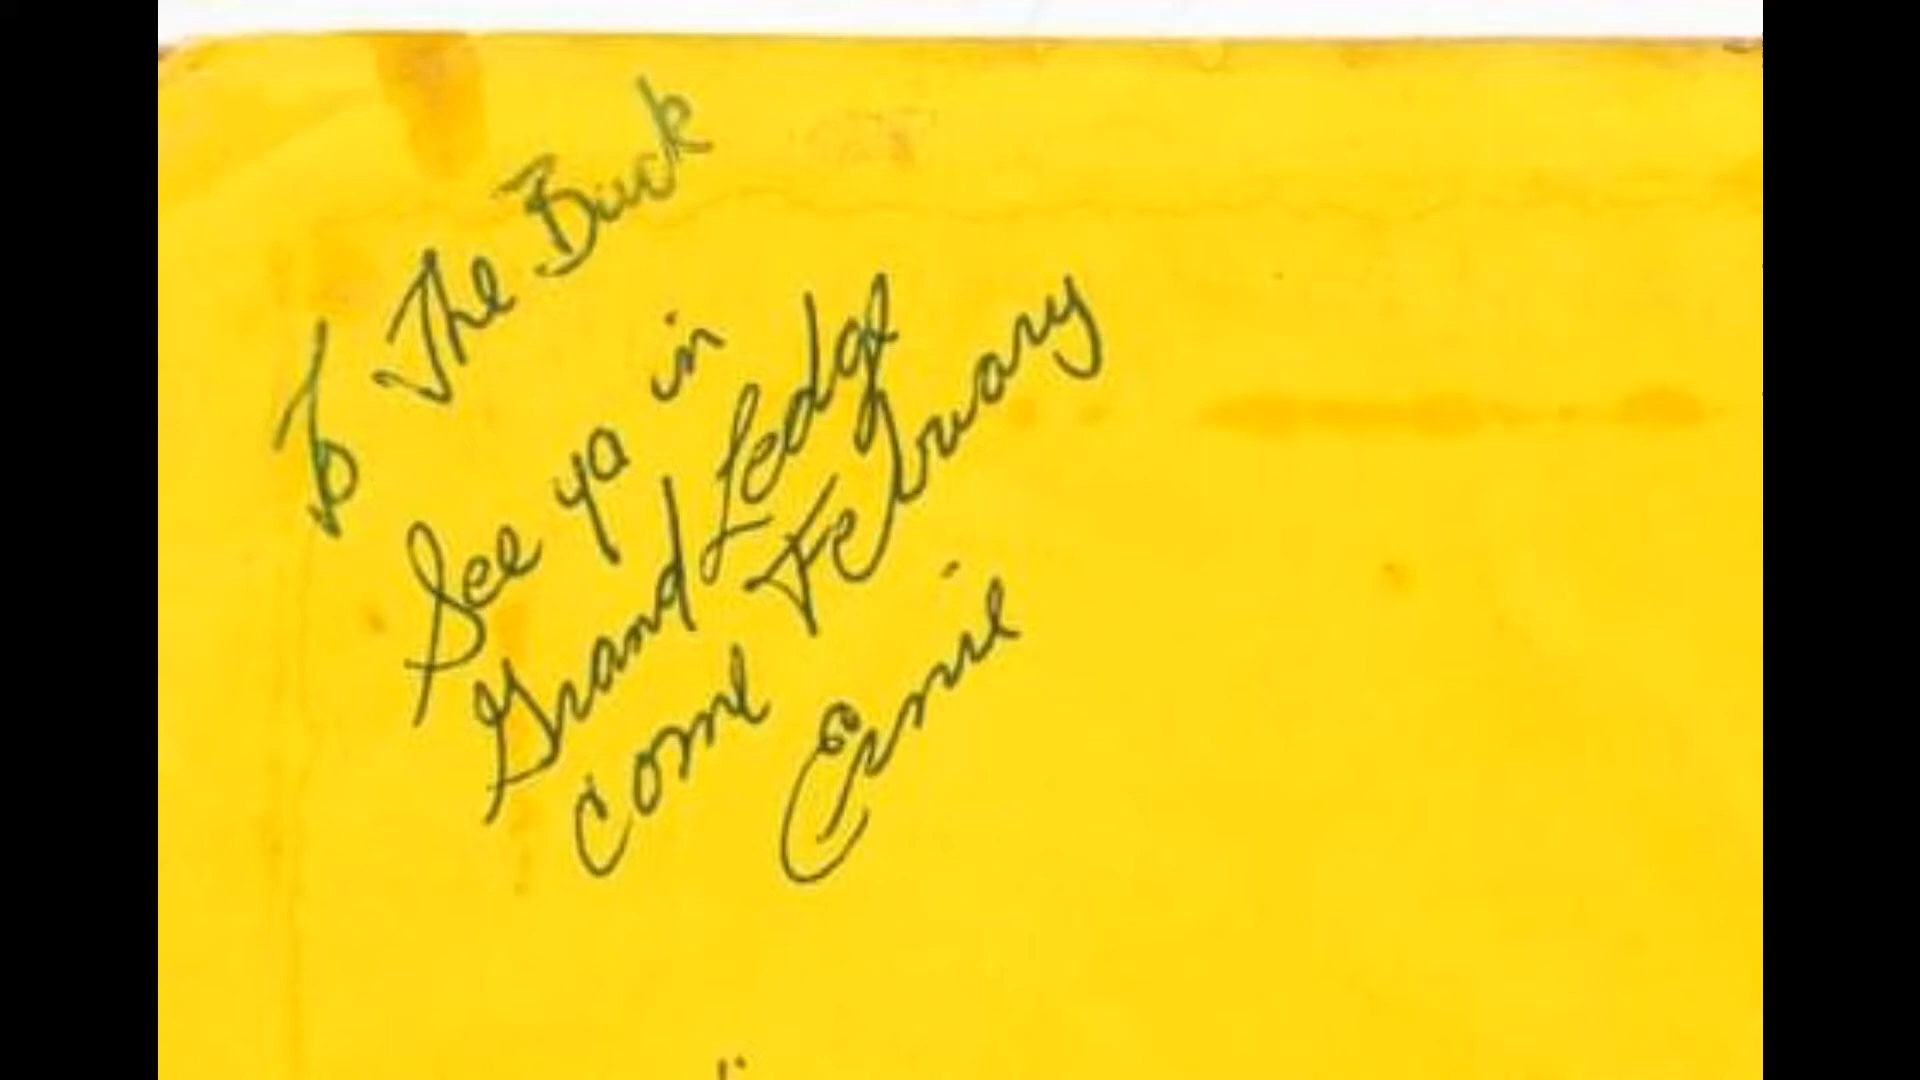 To The Buck
See ya in
Grand Ledge
come February
Ernie